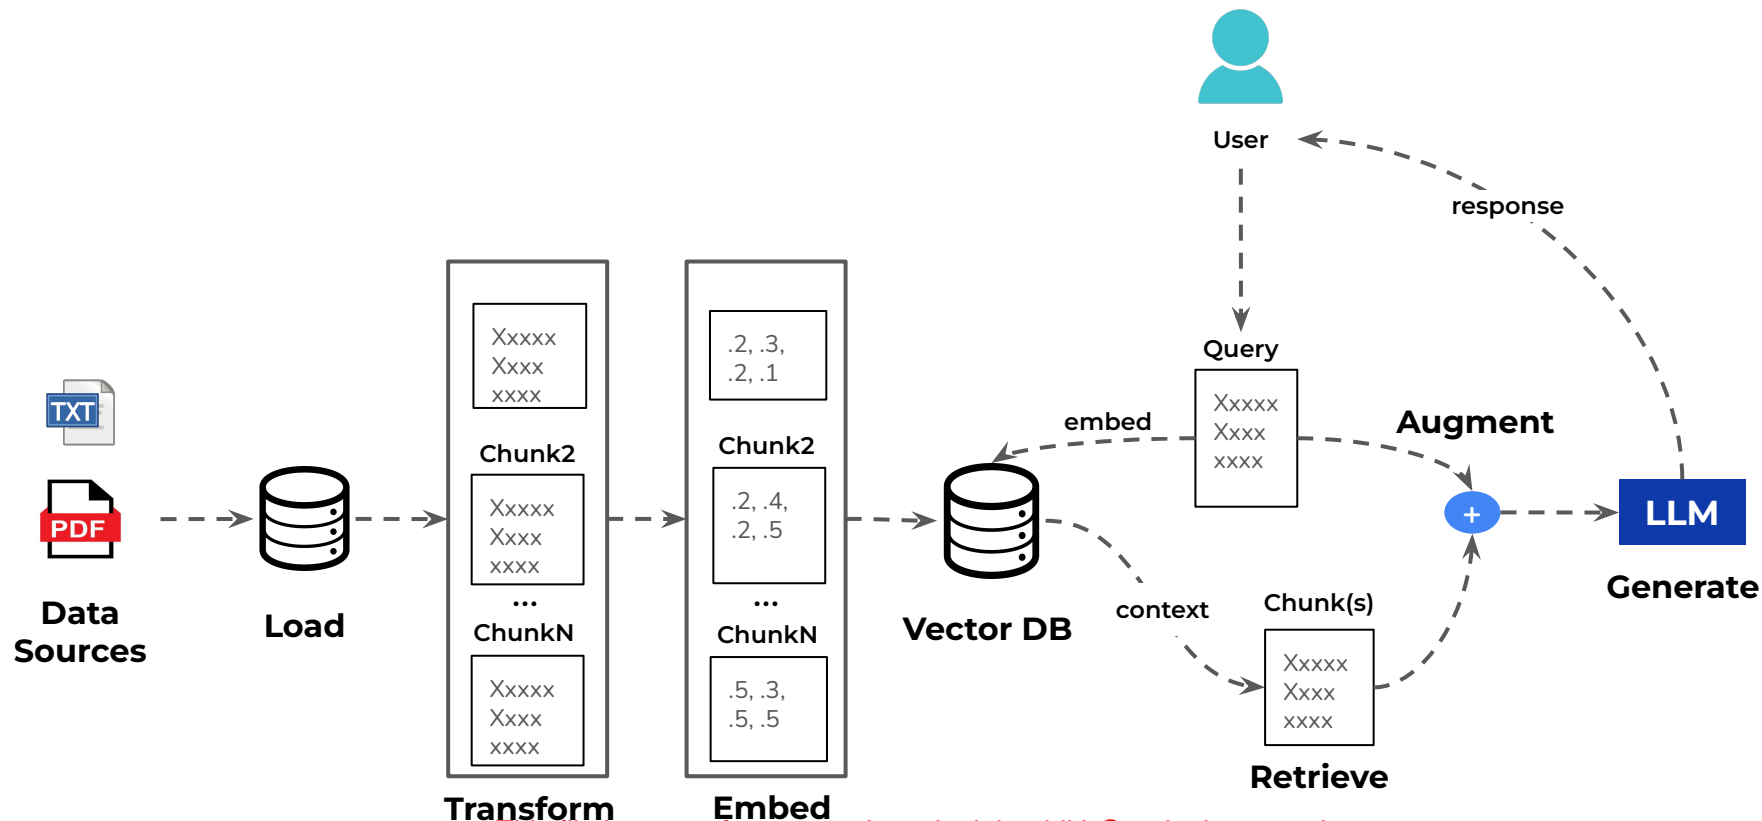 User
response
Query
Xxxxx
Xxxx
xxxx
embed
Augment
+
LLM
Generate
TXT
PDF
Data
Sources
Load
Xxxxx
Xxxx
xxxx
Chunk2
Xxxxx
Xxxx
xxxx
...
ChunkN
Xxxxx
Xxxx
xxxx
Transform
.2, .3,
.2, .1
Chunk2
.2, .4,
.2, .5
...
ChunkN
.5, .3,
.5, .5
Embed
Vector DB
context
Chunk(s)
Xxxxx
Xxxx
xxxx
Retrieve